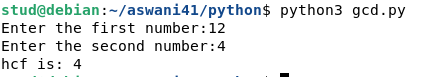 stud@debian:~/aswani41/python$ python3 gcd.py
Enter the first number:12
Enter the second number:4
hcf is: 4